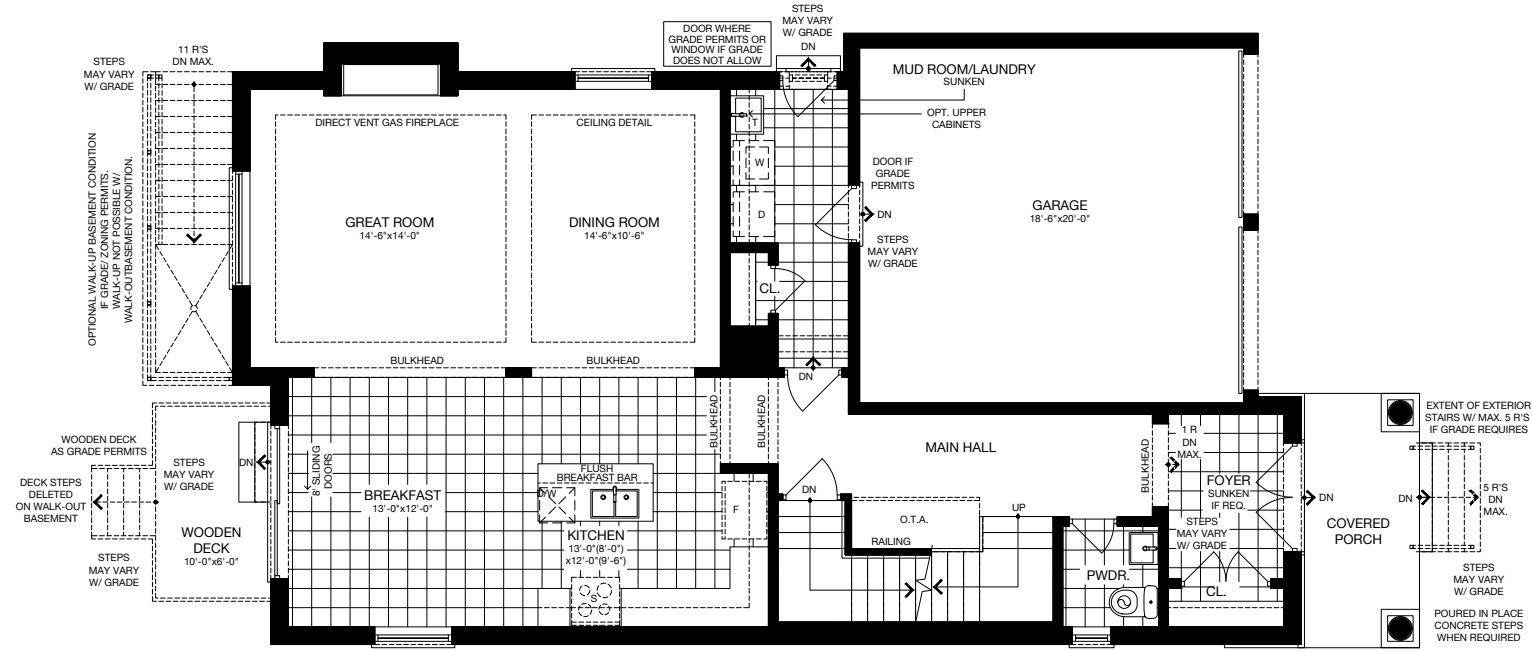 STEPS
MAY VARY
W/ GRADE
11 R'S
DN MAX.
OPTIONAL WALK-UP BASEMENT CONDITION
IF GRADE/ ZONING PERMITS.
WALK-UP NOT POSSIBLE W/
WALK-OUTBASEMENT CONDITION.
DIRECT VENT GAS FIREPLACE
GREAT ROOM
14'-6"x14'-0"
CEILING DETAIL
DINING ROOM
14'-6"x10'-6"
BULKHEAD
BULKHEAD
DOOR WHERE
GRADE PERMITS OR
WINDOW IF GRADE
DOES NOT ALLOW
STEPS
MAY VARY
W/ GRADE
DN
MUD ROOM/LAUNDRY
SUNKEN
OPT. UPPER
CABINETS
T
W
D
CL.
DN
DOOR IF
GRADE
PERMITS
DN
STEPS
MAY VARY
W/ GRADE
GARAGE
18'-6"x20'-0"
WOODEN DECK
AS GRADE PERMITS
DECK STEPS
DELETED
ON WALK-OUT
BASEMENT
STEPS
MAY VARY
W/ GRADE
STEPS
MAY VARY
W/ GRADE
WOODEN
DECK
10'-0"x6'-0"
DN
8' SLIDING
DOORS
BREAKFAST
13'-0"x12'-0"
FLUSH
BREAKFAST BAR
D/W
KITCHEN
13'-0"(8'-0")
x12'-0"(9'-6")
S
F
BULKHEAD
BULKHEAD
MAIN HALL
DN
O.T.A.
RAILING
UP
PWDR.
BULKHEAD
1 R
DN
MAX.
FOYER
SUNKEN
IF REQ.
STEPS
MAY VARY
W/ GRADE
CL.
DN
COVERED
PORCH
DN
EXTENT OF EXTERIOR
STAIRS W/ MAX. 5 R'S
IF GRADE REQUIRES
5 R'S
DN
MAX.
STEPS
MAY VARY
W/ GRADE
POURED IN PLACE
CONCRETE STEPS
WHEN REQUIRED